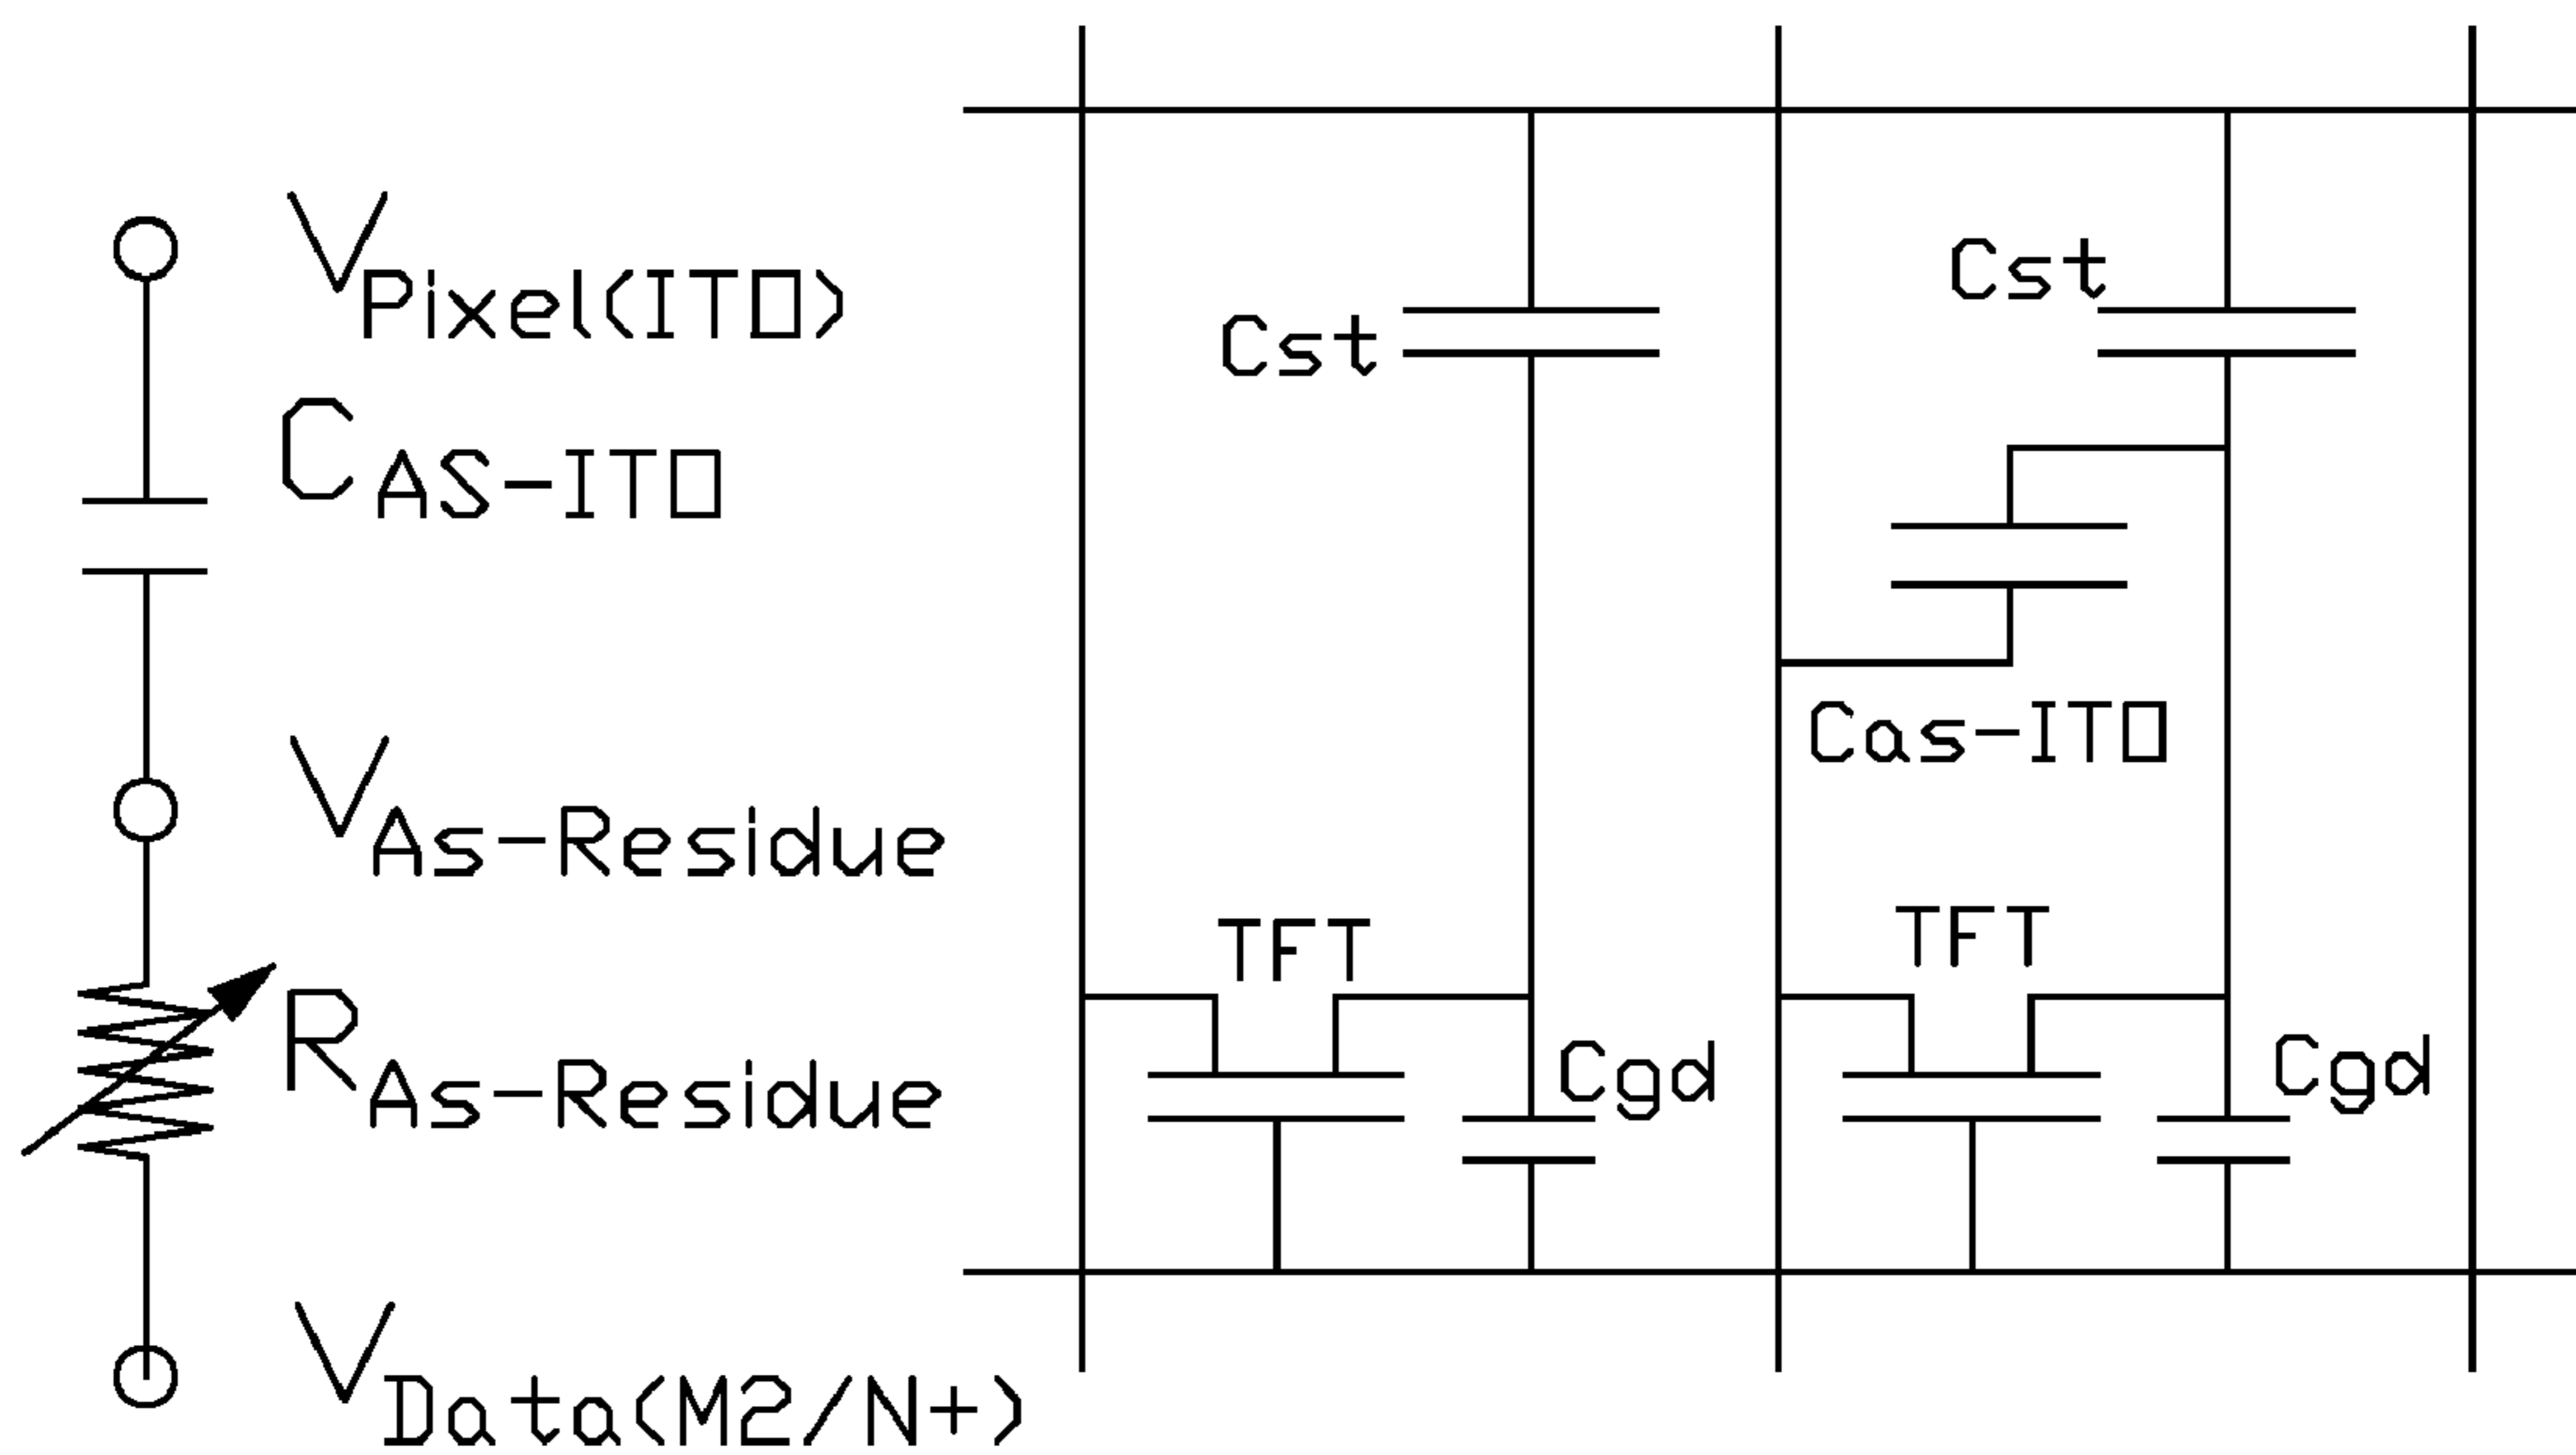 VPixel(ITO)
CAS-ITO
VAs-Residue
RAs-Residue
VData(M2/N+)
Cst
TFT
Cgd
Cst
Cas-ITO
TFT
Cgd